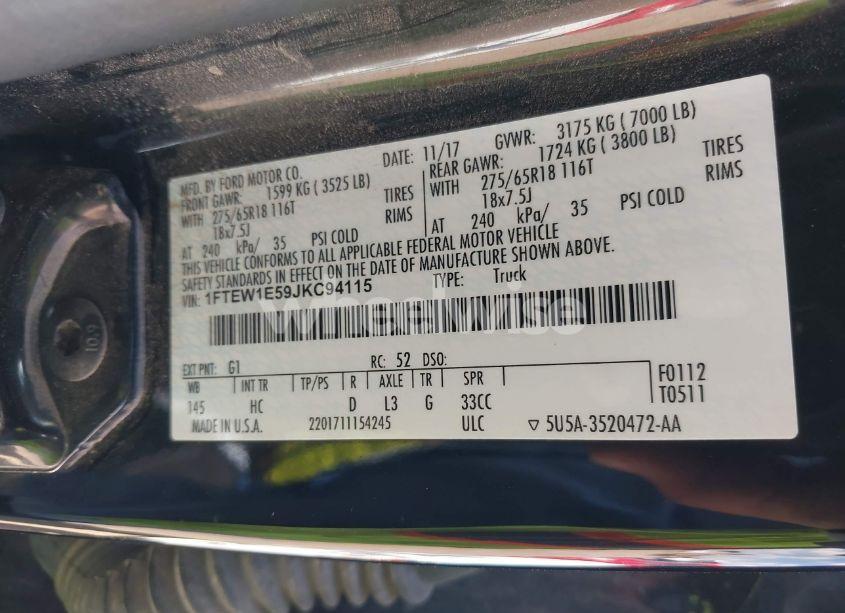 MFD. BY FORD MOTOR CO.
DATE: 11/17 GVWR: 3175 KG ( 7000 LB)
FRONT GAWR: 1599 KG ( 3525 LB) REAR GAWR: 1724 KG ( 3800 LB)
WITH 275/65R18 116T TIRES WITH 275/65R18 116T TIRES
18x7.5J RIMS 18x7.5J RIMS
AT 240 kPa/ 35 PSI COLD AT 240 kPa/ 35 PSI COLD
THIS VEHICLE CONFORMS TO ALL APPLICABLE FEDERAL MOTOR VEHICLE
SAFETY STANDARDS IN EFFECT ON THE DATE OF MANUFACTURE SHOWN ABOVE.
VIN: 1FTEW1E59JKC94115 TYPE: Truck
Wheelwise
EXT PNT: G1 RC: 52 DSO:
WB INT TR TP/PS R AXLE TR SPR F0112
145 HC D L3 G 33CC T0511
MADE IN U.S.A. 2201711154245 ULC ▽ 5U5A-3520472-AA
10.9